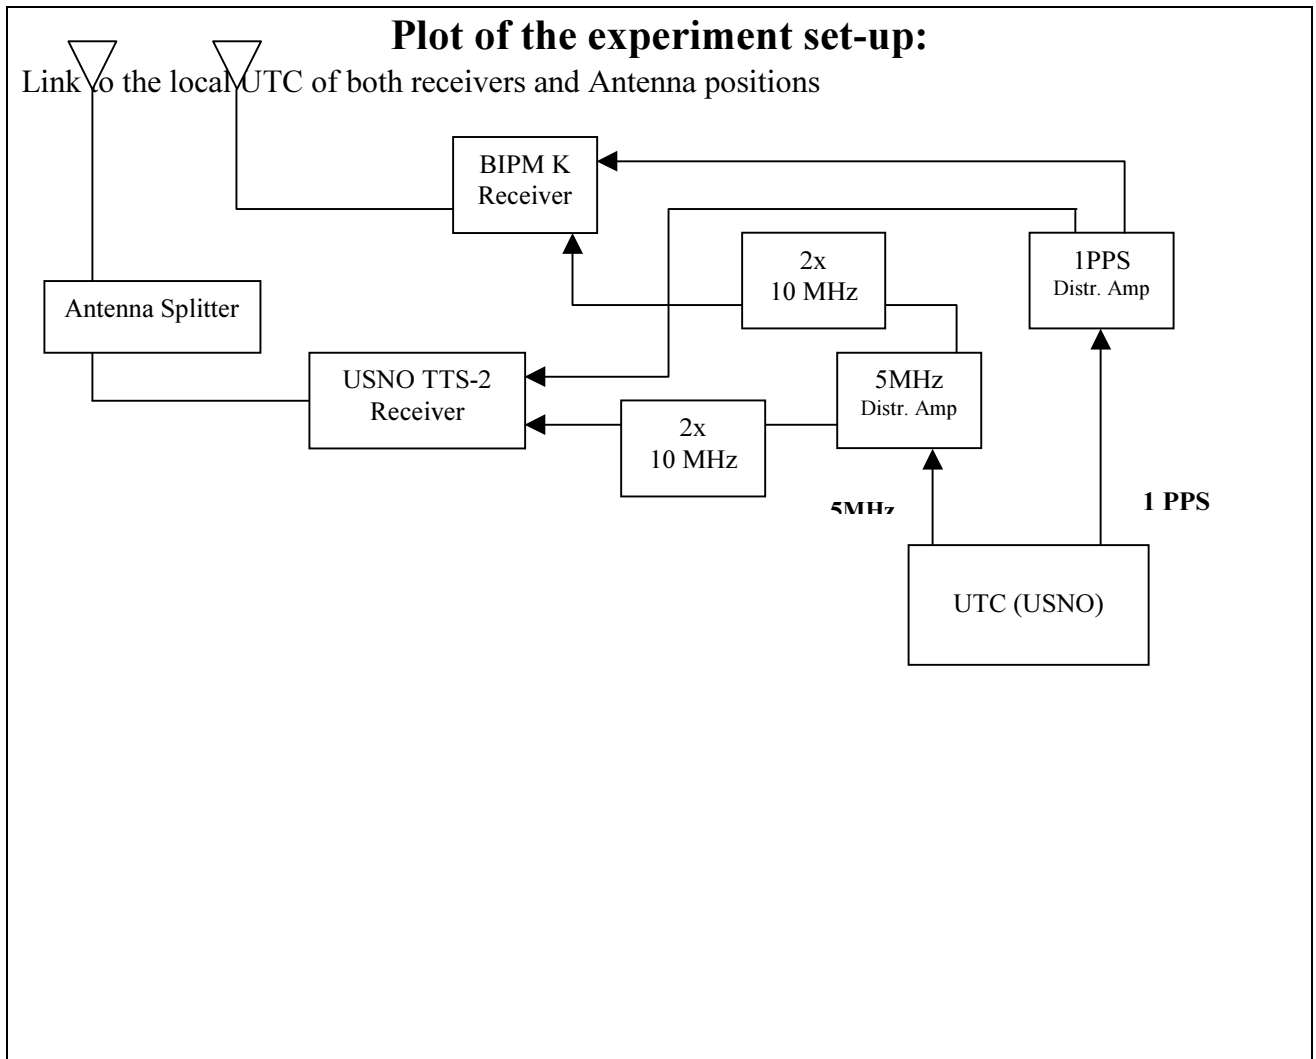 Plot of the experiment set-up:
Link to the local UTC of both receivers and Antenna positions
BIPM K
Receiver
2x
10 MHz
1PPS
Distr. Amp
Antenna Splitter
USNO TTS-2
Receiver
5MHz
Distr. Amp
2x
10 MHz
5MHz
1 PPS
UTC (USNO)